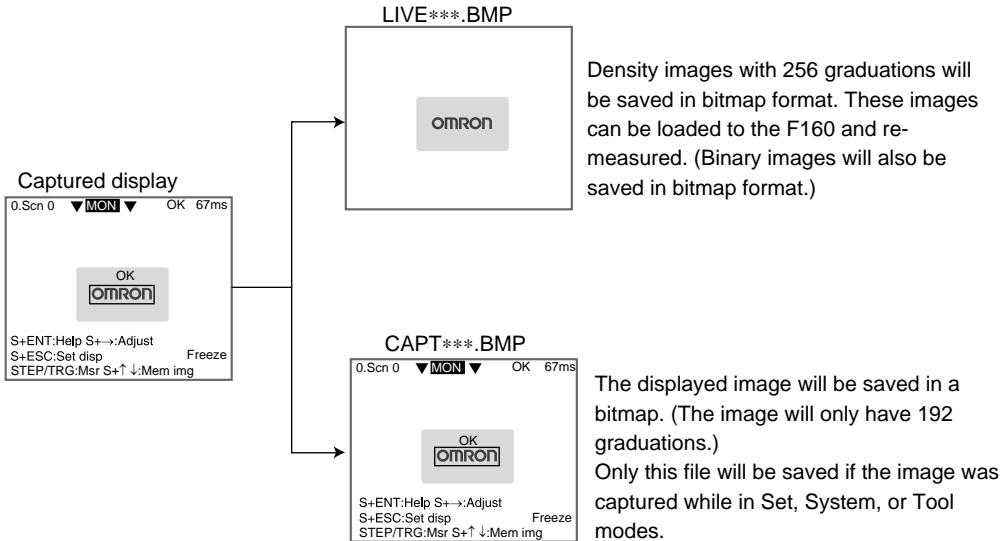 LIVE***.BMP
OMRON
Density images with 256 graduations will
be saved in bitmap format. These images
can be loaded to the F160 and re-
measured. (Binary images will also be
saved in bitmap format.)
Captured display
0.Scn 0 ▼ MON ▼ OK 67ms
OK
OMRON
S+ENT:Help S+→:Adjust
S+ESC:Set disp Freeze
STEP/TRG:Msr S+↑ ↓:Mem img
CAPT***.BMP
0.Scn 0 ▼ MON ▼ OK 67ms
OK
OMRON
S+ENT:Help S+→:Adjust
S+ESC:Set disp Freeze
STEP/TRG:Msr S+↑ ↓:Mem img
The displayed image will be saved in a
bitmap. (The image will only have 192
graduations.)
Only this file will be saved if the image was
captured while in Set, System, or Tool
modes.